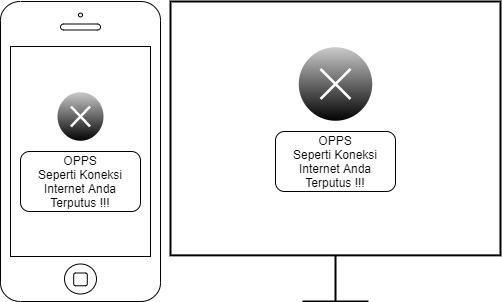 OPPS
Seperti Koneksi
Internet Anda
Terputus !!!
OPPS
Seperti Koneksi
Internet Anda
Terputus !!!